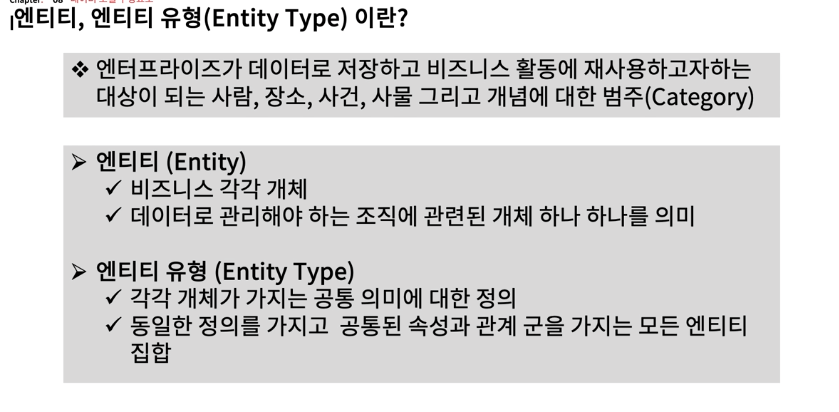 Chapter. 08
엔티티, 엔티티 유형(Entity Type) 이란?
❖ 엔터프라이즈가 데이터로 저장하고 비즈니스 활동에 재사용하고자하는
대상이 되는 사람, 장소, 사건, 사물 그리고 개념에 대한 범주(Category)
➢ 엔티티 (Entity)
✓ 비즈니스 각각 개체
✓ 데이터로 관리해야 하는 조직에 관련된 개체 하나 하나를 의미
➢ 엔티티 유형 (Entity Type)
✓ 각각 개체가 가지는 공통 의미에 대한 정의
✓ 동일한 정의를 가지고 공통된 속성과 관계 군을 가지는 모든 엔티티
집합